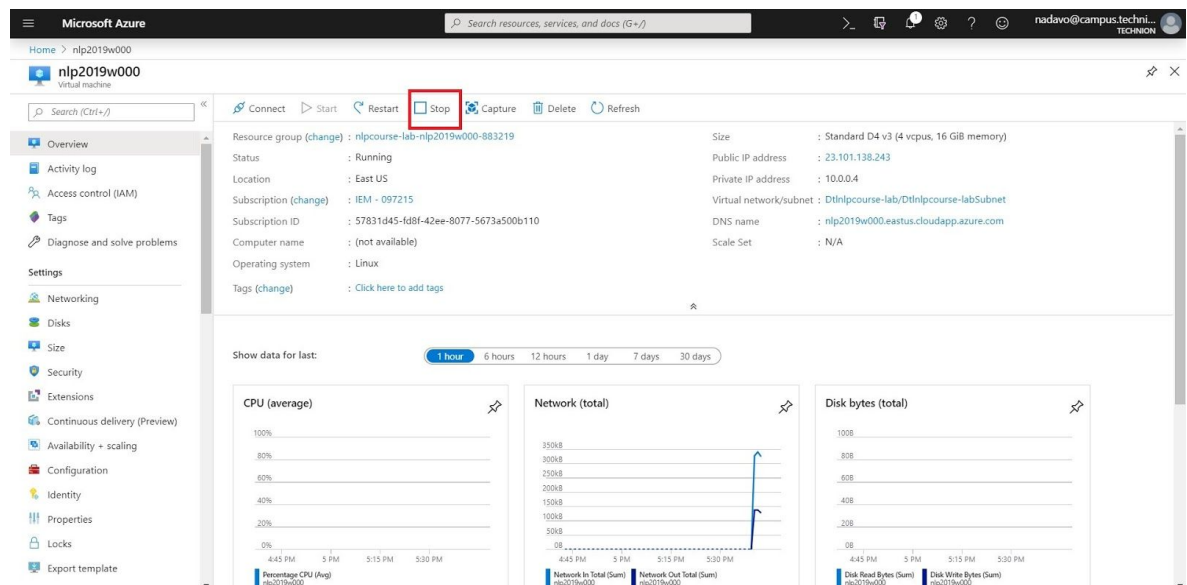 Microsoft Azure
Search resources, services, and docs (G+/)
1
nadavo@campus.techni...
TECHNION
Home > nlp2019w000
nlp2019w000
Virtual machine
Search (Ctrl+/)
«
Connect Start Restart Stop Capture Delete Refresh
Overview
Activity log
Access control (IAM)
Tags
Diagnose and solve problems
Settings
Networking
Disks
Size
Security
Extensions
Continuous delivery (Preview)
Availability + scaling
Configuration
Identity
Properties
Locks
Export template
Resource group (change) : nlpcourse-lab-nlp2019w000-883219
Status : Running
Location : East US
Subscription (change) : IEM - 097215
Subscription ID : 57831d45-fd8f-42ee-8077-5673a500b110
Computer name : (not available)
Operating system : Linux
Tags (change) : Click here to add tags
Size : Standard D4 v3 (4 vcpus, 16 GiB memory)
Public IP address : 23.101.138.243
Private IP address : 10.0.0.4
Virtual network/subnet : Dtlnlpcourse-lab/Dtlnlpcourse-labSubnet
DNS name : nlp2019w000.eastus.cloudapp.azure.com
Scale Set : N/A
Show data for last: 1 hour 6 hours 12 hours 1 day 7 days 30 days
CPU (average)
100%
80%
60%
40%
20%
0%
4:45 PM 5 PM 5:15 PM 5:30 PM
Percentage CPU (Avg)
nlp2019w000
Network (total)
350kB
300kB
250kB
200kB
150kB
100kB
50kB
0B
4:45 PM 5 PM 5:15 PM 5:30 PM
Network In Total (Sum) Network Out Total (Sum)
nlp2019w000 nlp2019w000
Disk bytes (total)
100B
80B
60B
40B
20B
0B
4:45 PM 5 PM 5:15 PM 5:30 PM
Disk Read Bytes (Sum) Disk Write Bytes (Sum)
nlp2019w000 nlp2019w000